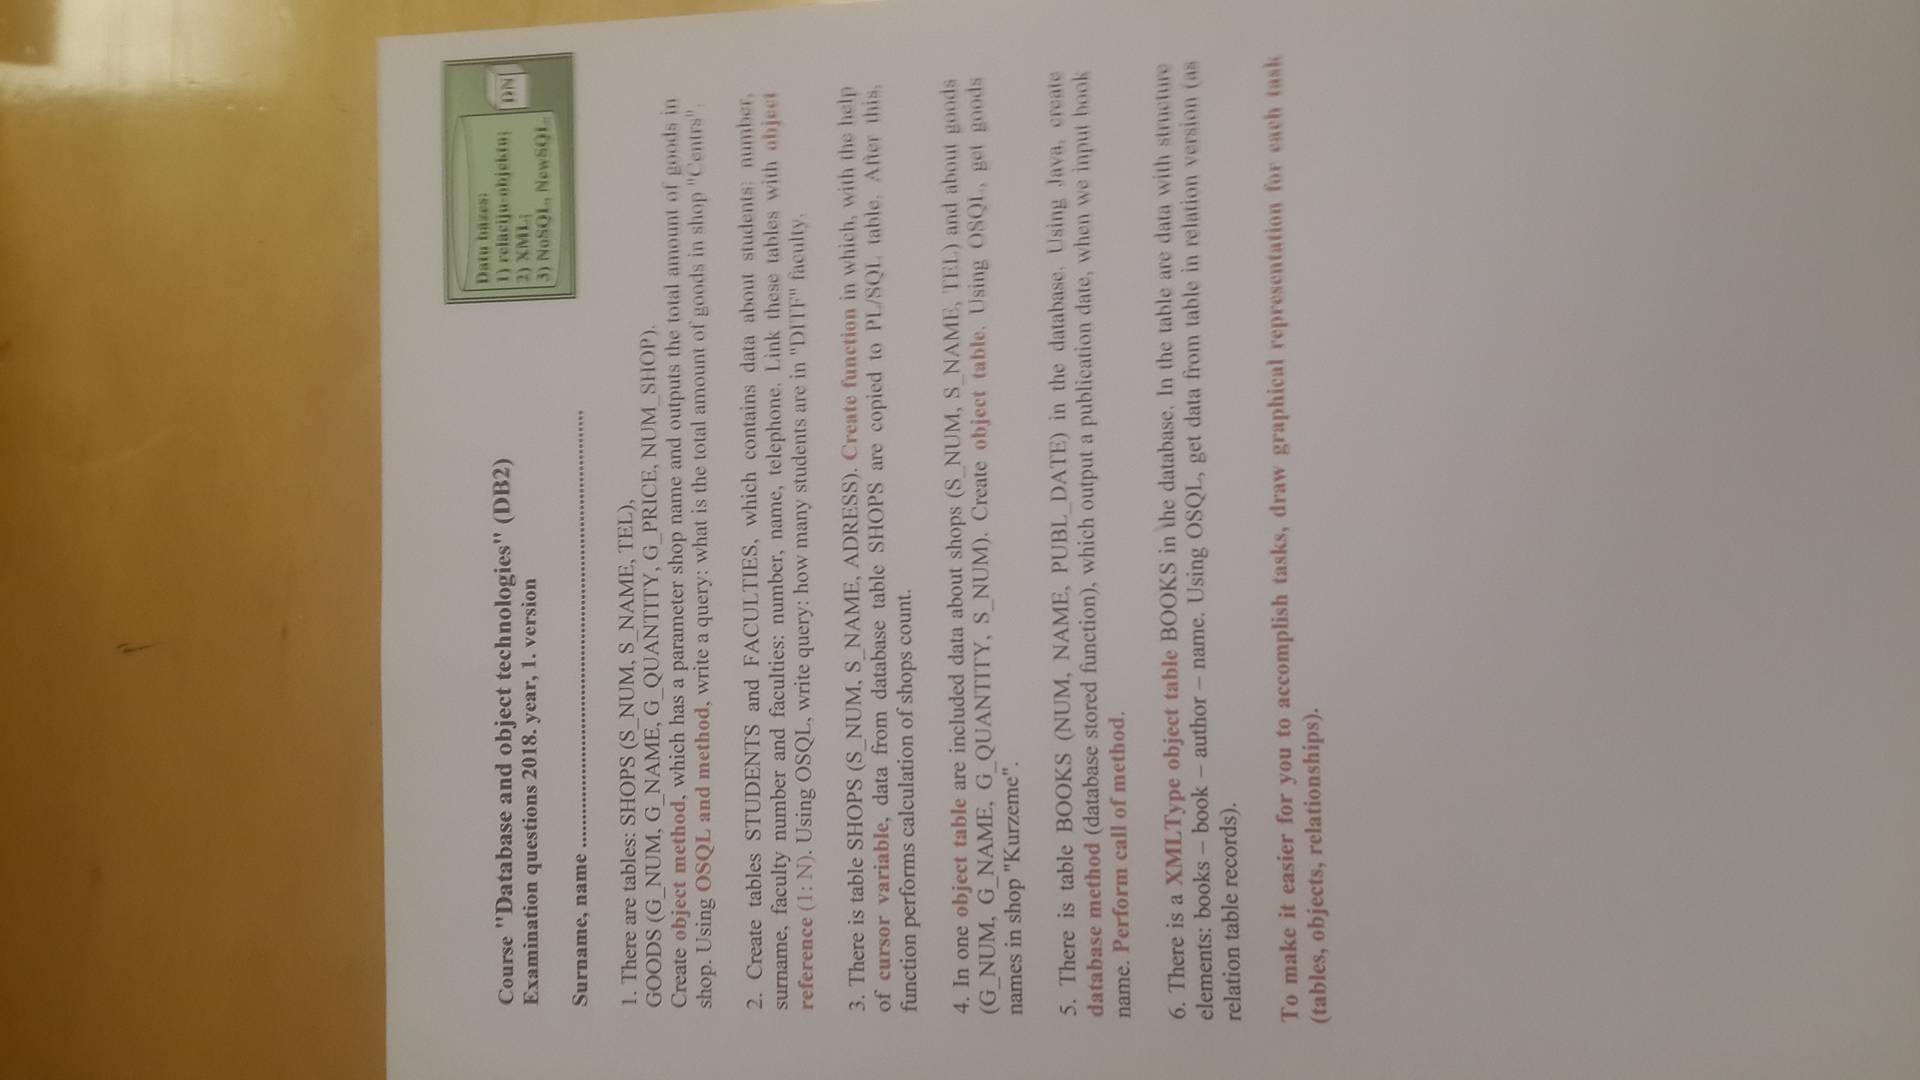 Course "Database and object technologies" (DB2)
Examination questions 2018. year, 1. version
Datu bāzes:
1) relāciju-objektu;
2) XML;
3) NoSQL, NewSQL.
DN
Surname, name ..............................................................................
1. There are tables: SHOPS (S_NUM, S_NAME, TEL),
GOODS (G_NUM, G_NAME, G_QUANTITY, G_PRICE, NUM_SHOP).
Create object method, which has a parameter shop name and outputs the total amount of goods in
shop. Using OSQL and method, write a query: what is the total amount of goods in shop "Centrs".
2. Create tables STUDENTS and FACULTIES, which contains data about students: number,
surname, faculty number and faculties: number, name, telephone. Link these tables with object
reference (1: N). Using OSQL, write query: how many students are in "DITF" faculty.
3. There is table SHOPS (S_NUM, S_NAME, ADRESS). Create function in which, with the help
of cursor variable, data from database table SHOPS are copied to PL/SQL table. After this,
function performs calculation of shops count.
4. In one object table are included data about shops (S_NUM, S_NAME, TEL) and about goods
(G_NUM, G_NAME, G_QUANTITY, S_NUM). Create object table. Using OSQL, get goods
names in shop "Kurzeme".
5. There is table BOOKS (NUM, NAME, PUBL_DATE) in the database. Using Java, create
database method (database stored function), which output a publication date, when we input book
name. Perform call of method.
6. There is a XMLType object table BOOKS in the database. In the table are data with structure
elements: books – book – author – name. Using OSQL, get data from table in relation version (as
relation table records).
To make it easier for you to accomplish tasks, draw graphical representation for each task
(tables, objects, relationships).